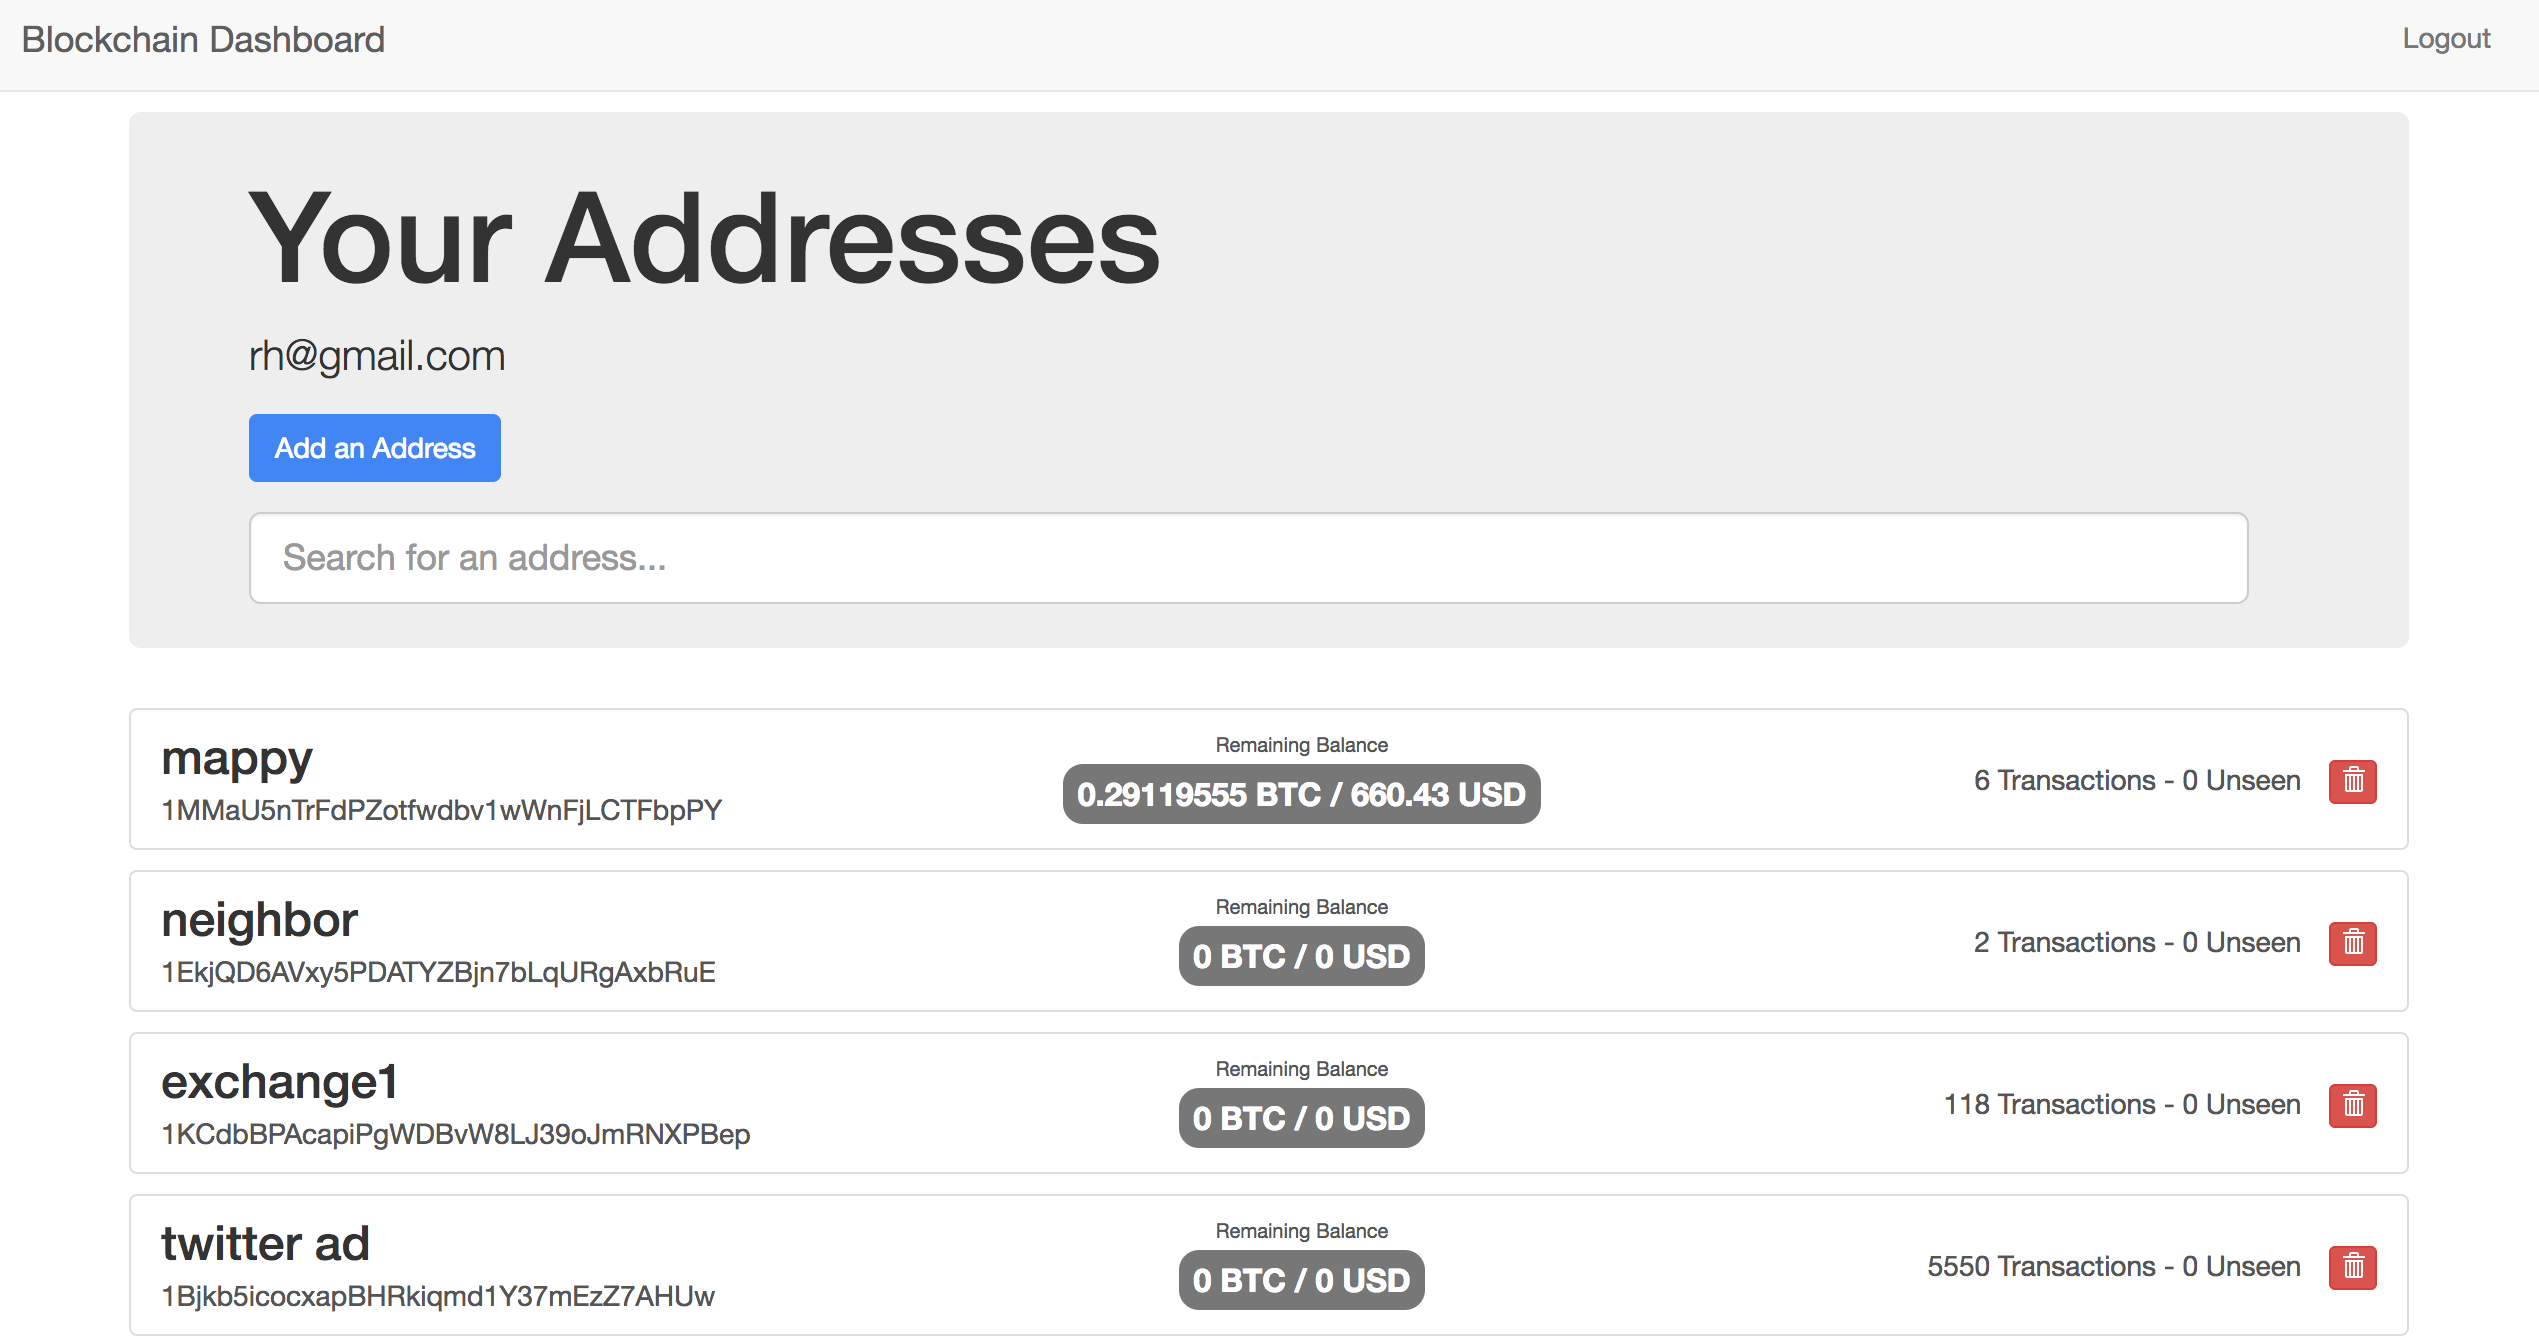 Blockchain Dashboard
Logout
Your Addresses
rh@gmail.com
Add an Address
Search for an address...
mappy
1MMaU5nTrFdPZotfwdbv1wWnFjLCTFbpPY
Remaining Balance
0.29119555 BTC / 660.43 USD
6 Transactions - 0 Unseen
neighbor
1EkjQD6AVxy5PDATYZBjn7bLqURgAxbRuE
Remaining Balance
0 BTC / 0 USD
2 Transactions - 0 Unseen
exchange1
1KCdbBPAcapiPgWDBvW8LJ39oJmRNXPBep
Remaining Balance
0 BTC / 0 USD
118 Transactions - 0 Unseen
twitter ad
1Bjkb5icocxapBHRkiqmd1Y37mEzZ7AHUw
Remaining Balance
0 BTC / 0 USD
5550 Transactions - 0 Unseen